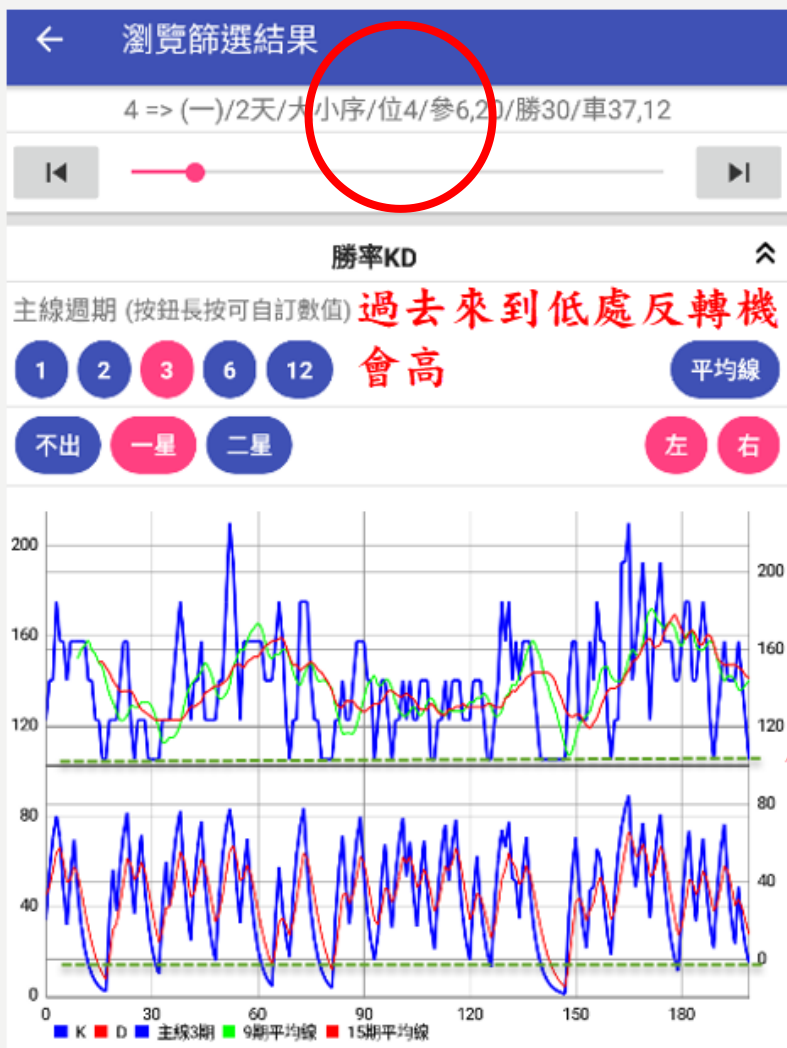 瀏覽篩選結果
4 => (一)/2天/大小序/位4/參6,20/勝30/車37,12
勝率KD
主線週期 (按鈕長按可自訂數值) 過去來到低處反轉機
會高
1 2 3 6 12 平均線
不出 一星 二星 左 右
200
200
160
160
120
120
80
80
40
40
0
0
0 30 60 90 120 150 180
K D 主線3期 9期平均線 15期平均線